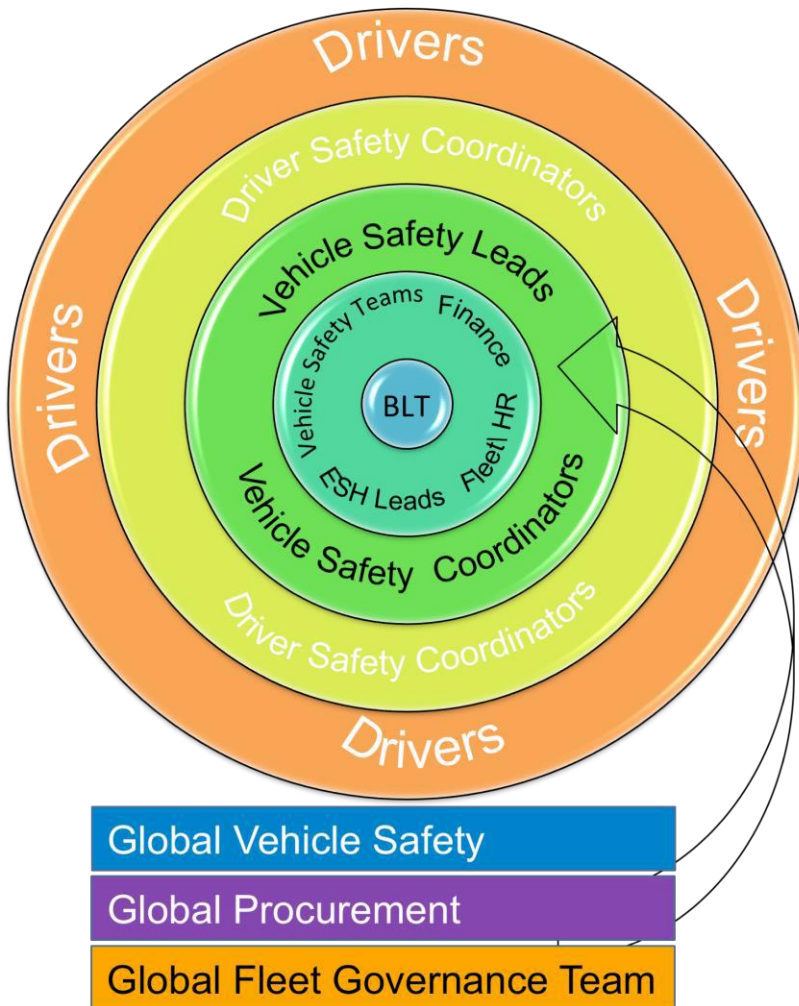 Drivers
Driver Safety Coordinators
Vehicle Safety Leads
Vehicle Safety Teams
Finance
Drivers
Drivers
BLT
Fleet\ HR
ESH Leads
Vehicle Safety Coordinators
Driver Safety Coordinators
Drivers
Global Vehicle Safety
Global Procurement
Global Fleet Governance Team